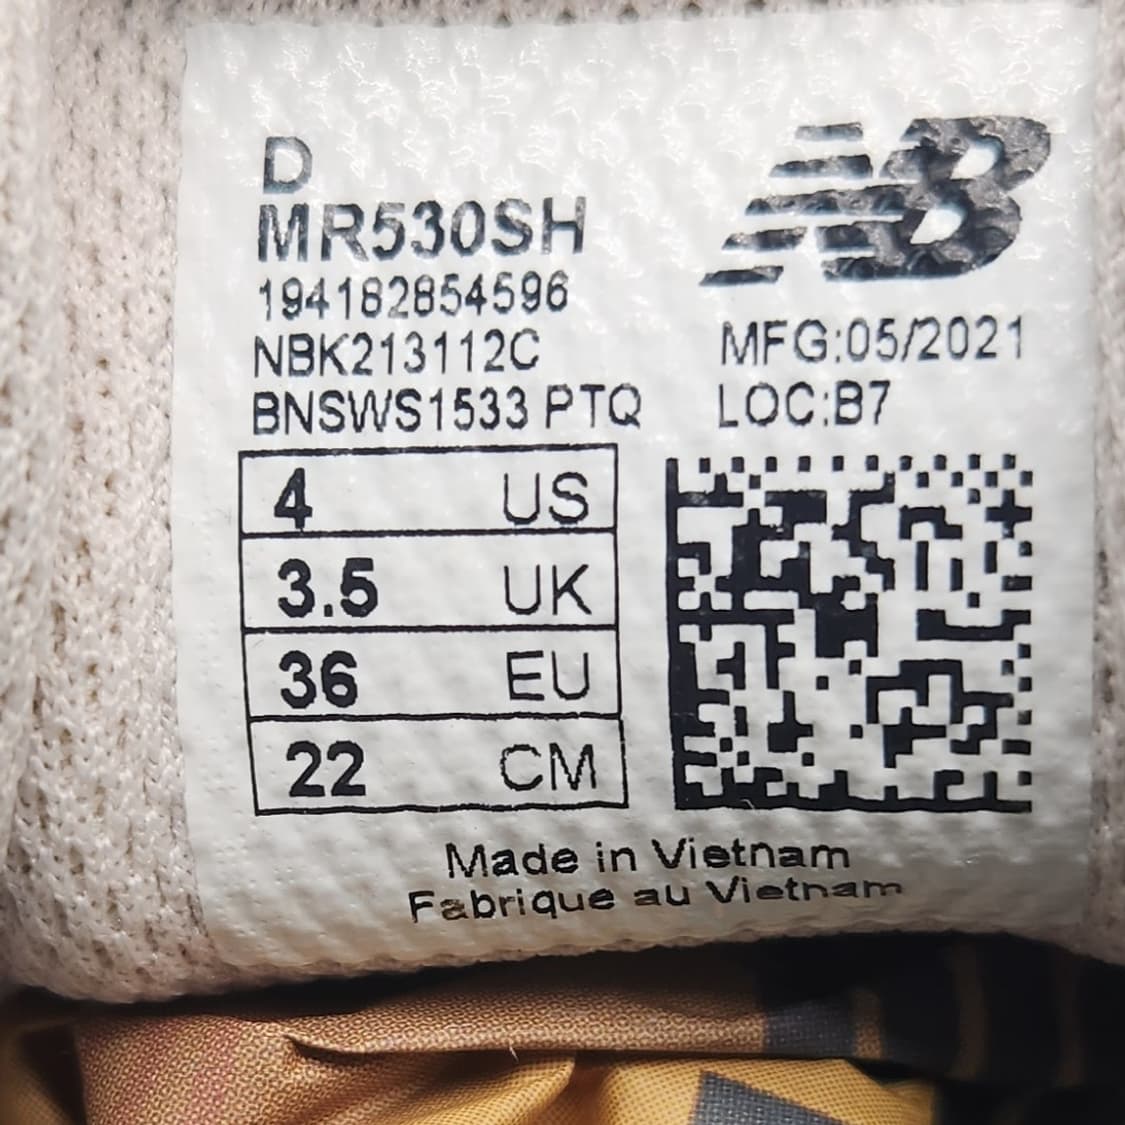 D
MR530SH
194182854596
NBK213112C
BNSWS1533 PTQ
NB
MFG:05/2021
LOC:B7
4 US
3.5 UK
36 EU
22 CM
Made in Vietnam
Fabrique au Vietnam